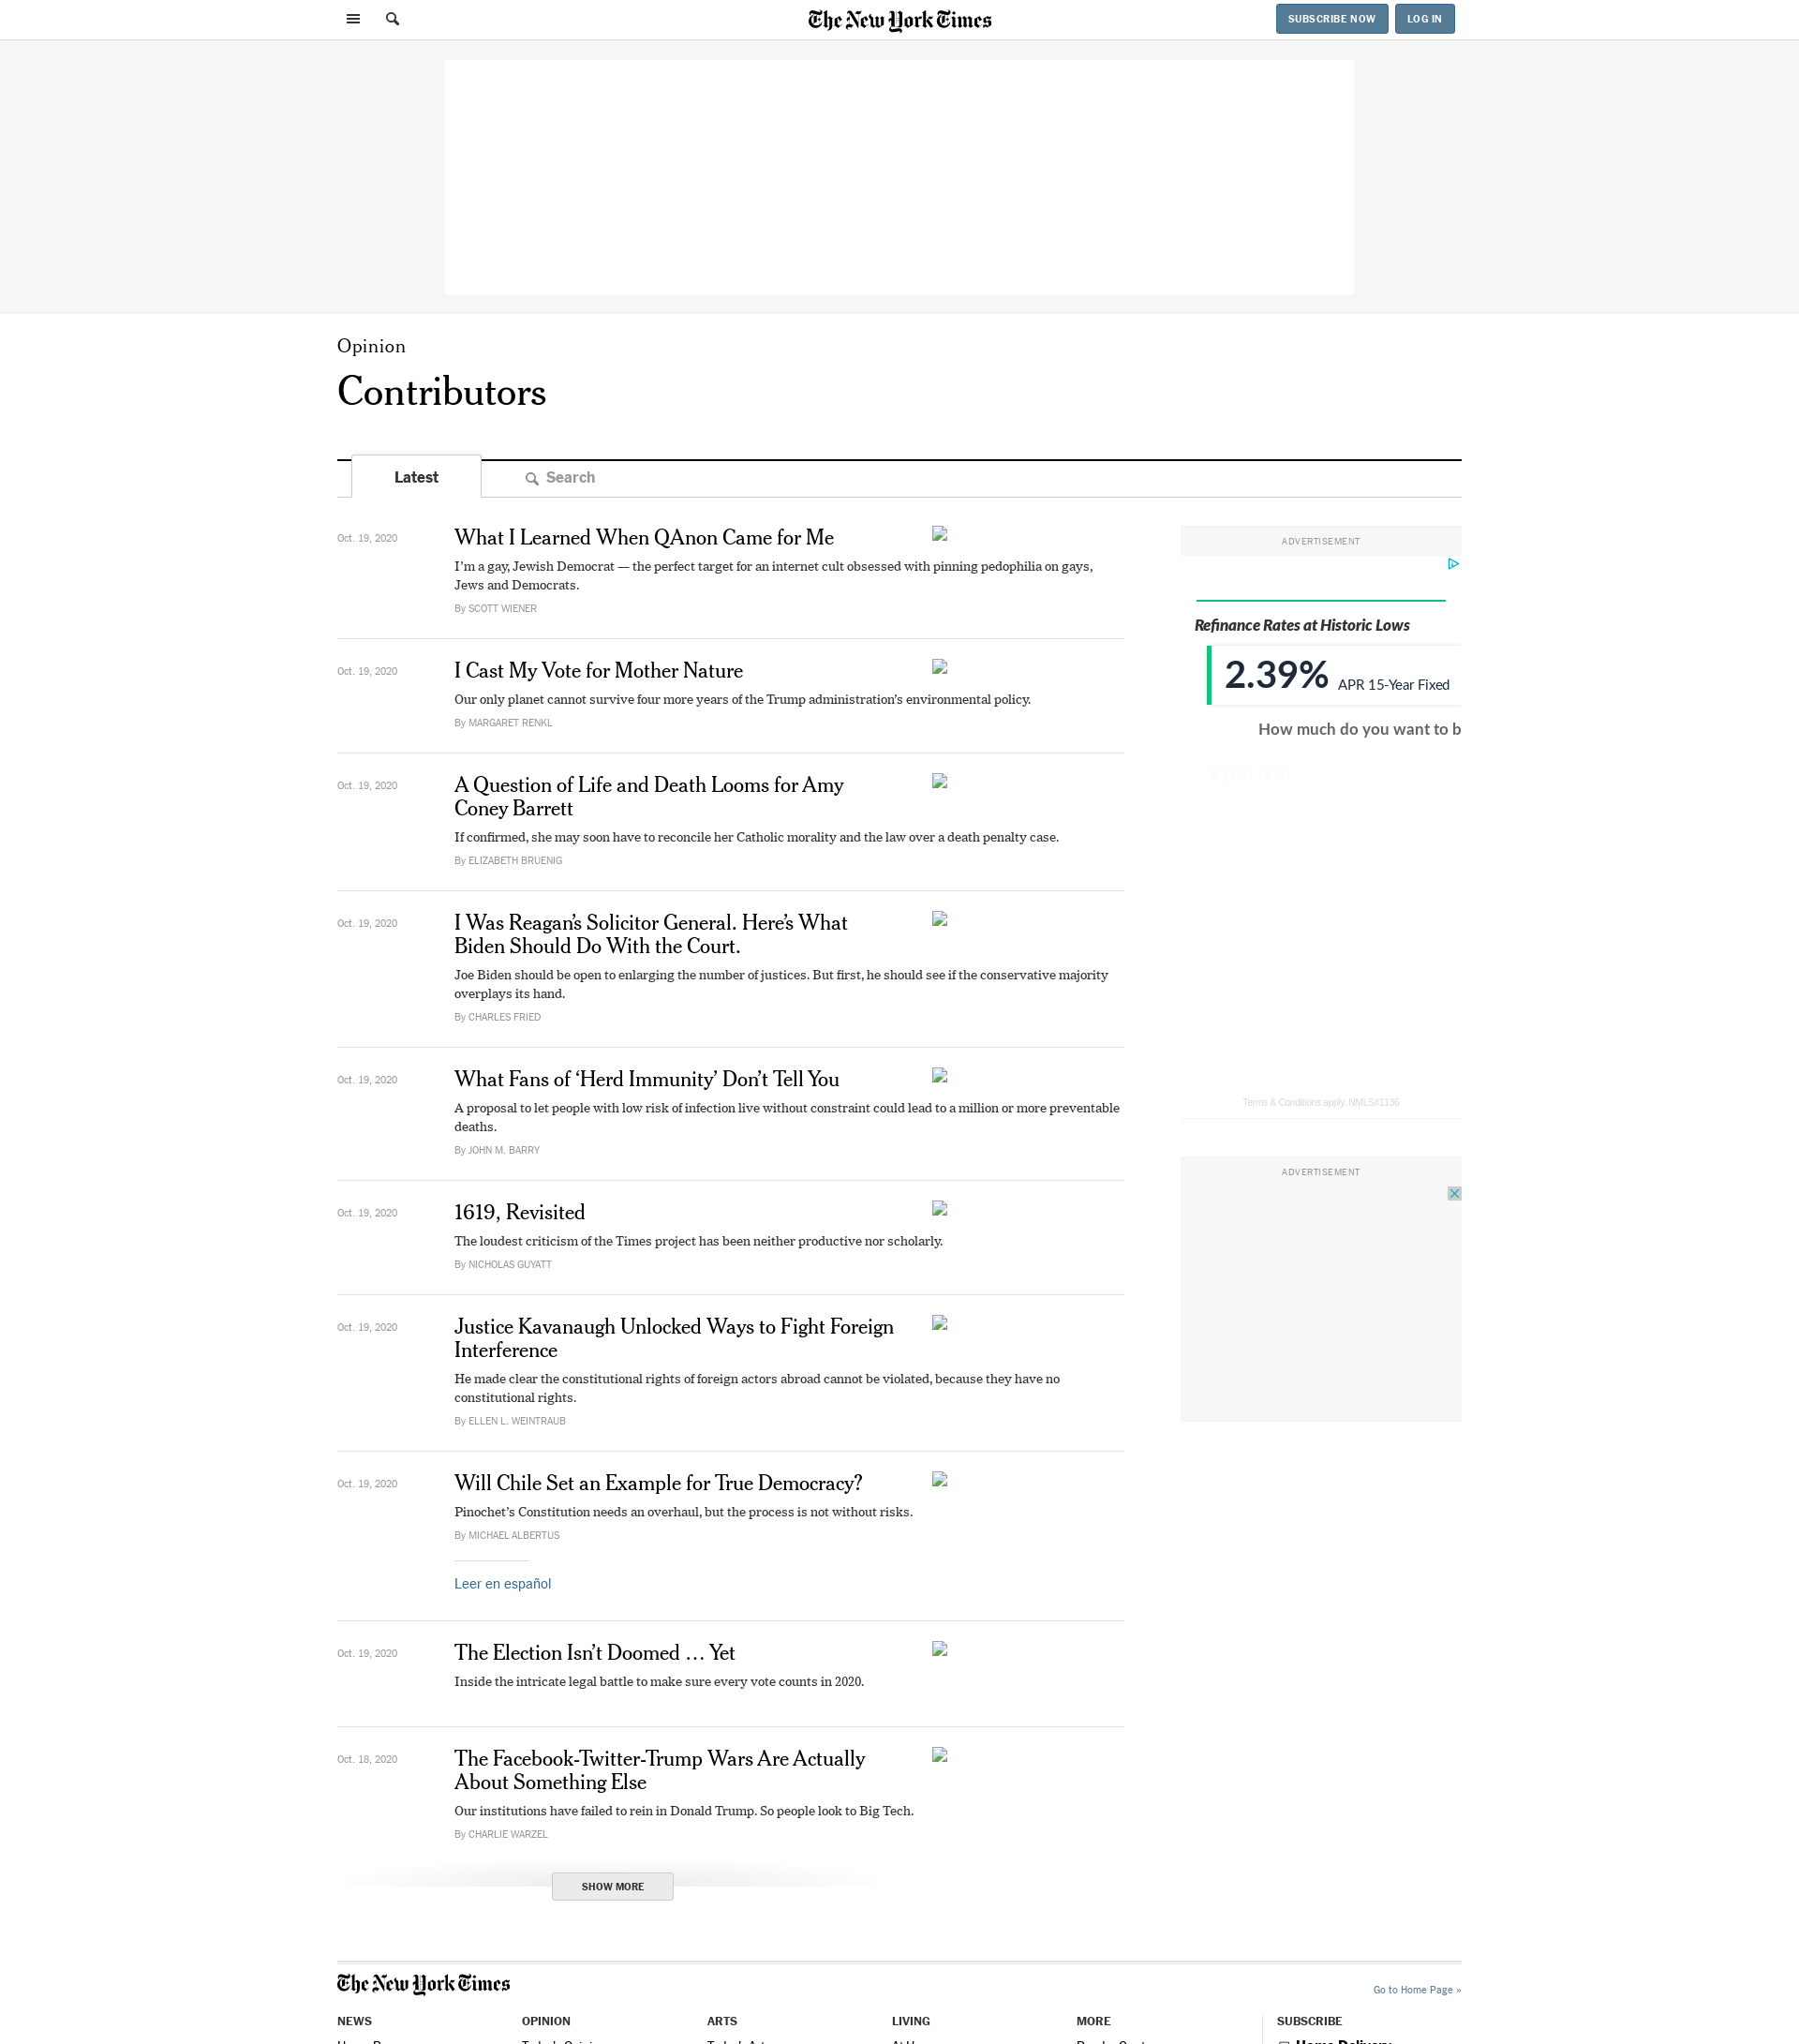 The New York Times
SUBSCRIBE NOW
LOG IN
Opinion
Contributors
Latest
Search
Oct. 19, 2020
What I Learned When QAnon Came for Me
I’m a gay, Jewish Democrat — the perfect target for an internet cult obsessed with pinning pedophilia on gays,
Jews and Democrats.
By SCOTT WIENER
Oct. 19, 2020
I Cast My Vote for Mother Nature
Our only planet cannot survive four more years of the Trump administration’s environmental policy.
By MARGARET RENKL
Oct. 19, 2020
A Question of Life and Death Looms for Amy
Coney Barrett
If confirmed, she may soon have to reconcile her Catholic morality and the law over a death penalty case.
By ELIZABETH BRUENIG
Oct. 19, 2020
I Was Reagan’s Solicitor General. Here’s What
Biden Should Do With the Court.
Joe Biden should be open to enlarging the number of justices. But first, he should see if the conservative majority
overplays its hand.
By CHARLES FRIED
Oct. 19, 2020
What Fans of ‘Herd Immunity’ Don’t Tell You
A proposal to let people with low risk of infection live without constraint could lead to a million or more preventable
deaths.
By JOHN M. BARRY
Oct. 19, 2020
1619, Revisited
The loudest criticism of the Times project has been neither productive nor scholarly.
By NICHOLAS GUYATT
Oct. 19, 2020
Justice Kavanaugh Unlocked Ways to Fight Foreign
Interference
He made clear the constitutional rights of foreign actors abroad cannot be violated, because they have no
constitutional rights.
By ELLEN L. WEINTRAUB
Oct. 19, 2020
Will Chile Set an Example for True Democracy?
Pinochet’s Constitution needs an overhaul, but the process is not without risks.
By MICHAEL ALBERTUS
Leer en español
Oct. 19, 2020
The Election Isn’t Doomed … Yet
Inside the intricate legal battle to make sure every vote counts in 2020.
Oct. 18, 2020
The Facebook-Twitter-Trump Wars Are Actually
About Something Else
Our institutions have failed to rein in Donald Trump. So people look to Big Tech.
By CHARLIE WARZEL
SHOW MORE
ADVERTISEMENT
Refinance Rates at Historic Lows
2.39% APR 15-Year Fixed
How much do you want to b
Terms & Conditions apply. NMLS#1136
ADVERTISEMENT
The New York Times
Go to Home Page »
NEWS
OPINION
ARTS
LIVING
MORE
SUBSCRIBE